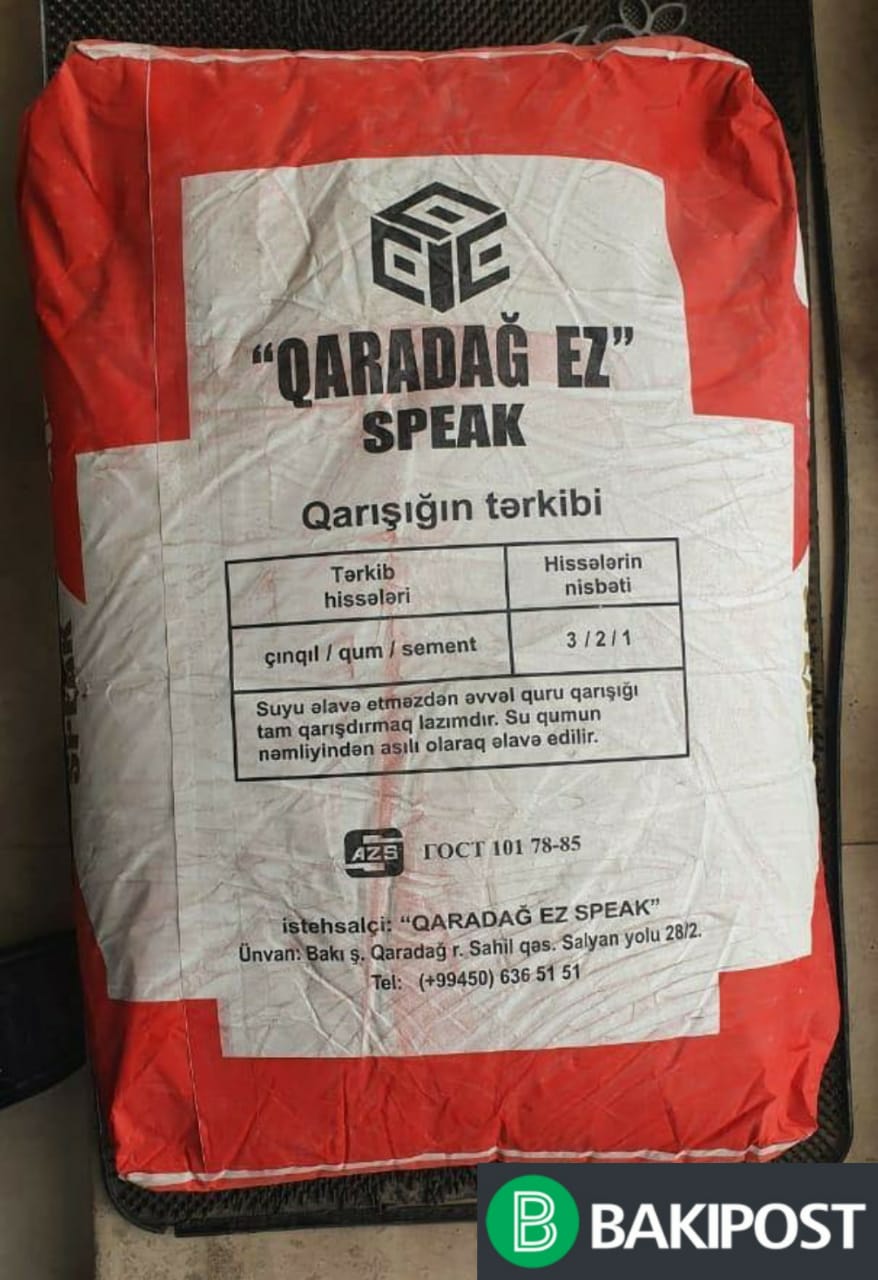 "QARADAĞ EZ"
SPEAK
Qarışığın tərkibi
Tərkib
hissələri
Hissələrin
nisbəti
çınqıl / qum / sement
3 / 2 / 1
Suyu əlavə etməzdən əvvəl quru qarışığı
tam qarışdırmaq lazımdır. Su qumun
nəmliyindən asılı olaraq əlavə edilir.
AZS ГОСТ 101 78-85
istehsalçi: "QARADAĞ EZ SPEAK"
Ünvan: Bakı ş. Qaradağ r. Sahil qəs. Salyan yolu 28/2.
Tel: (+99450) 636 51 51
BAKIPOST